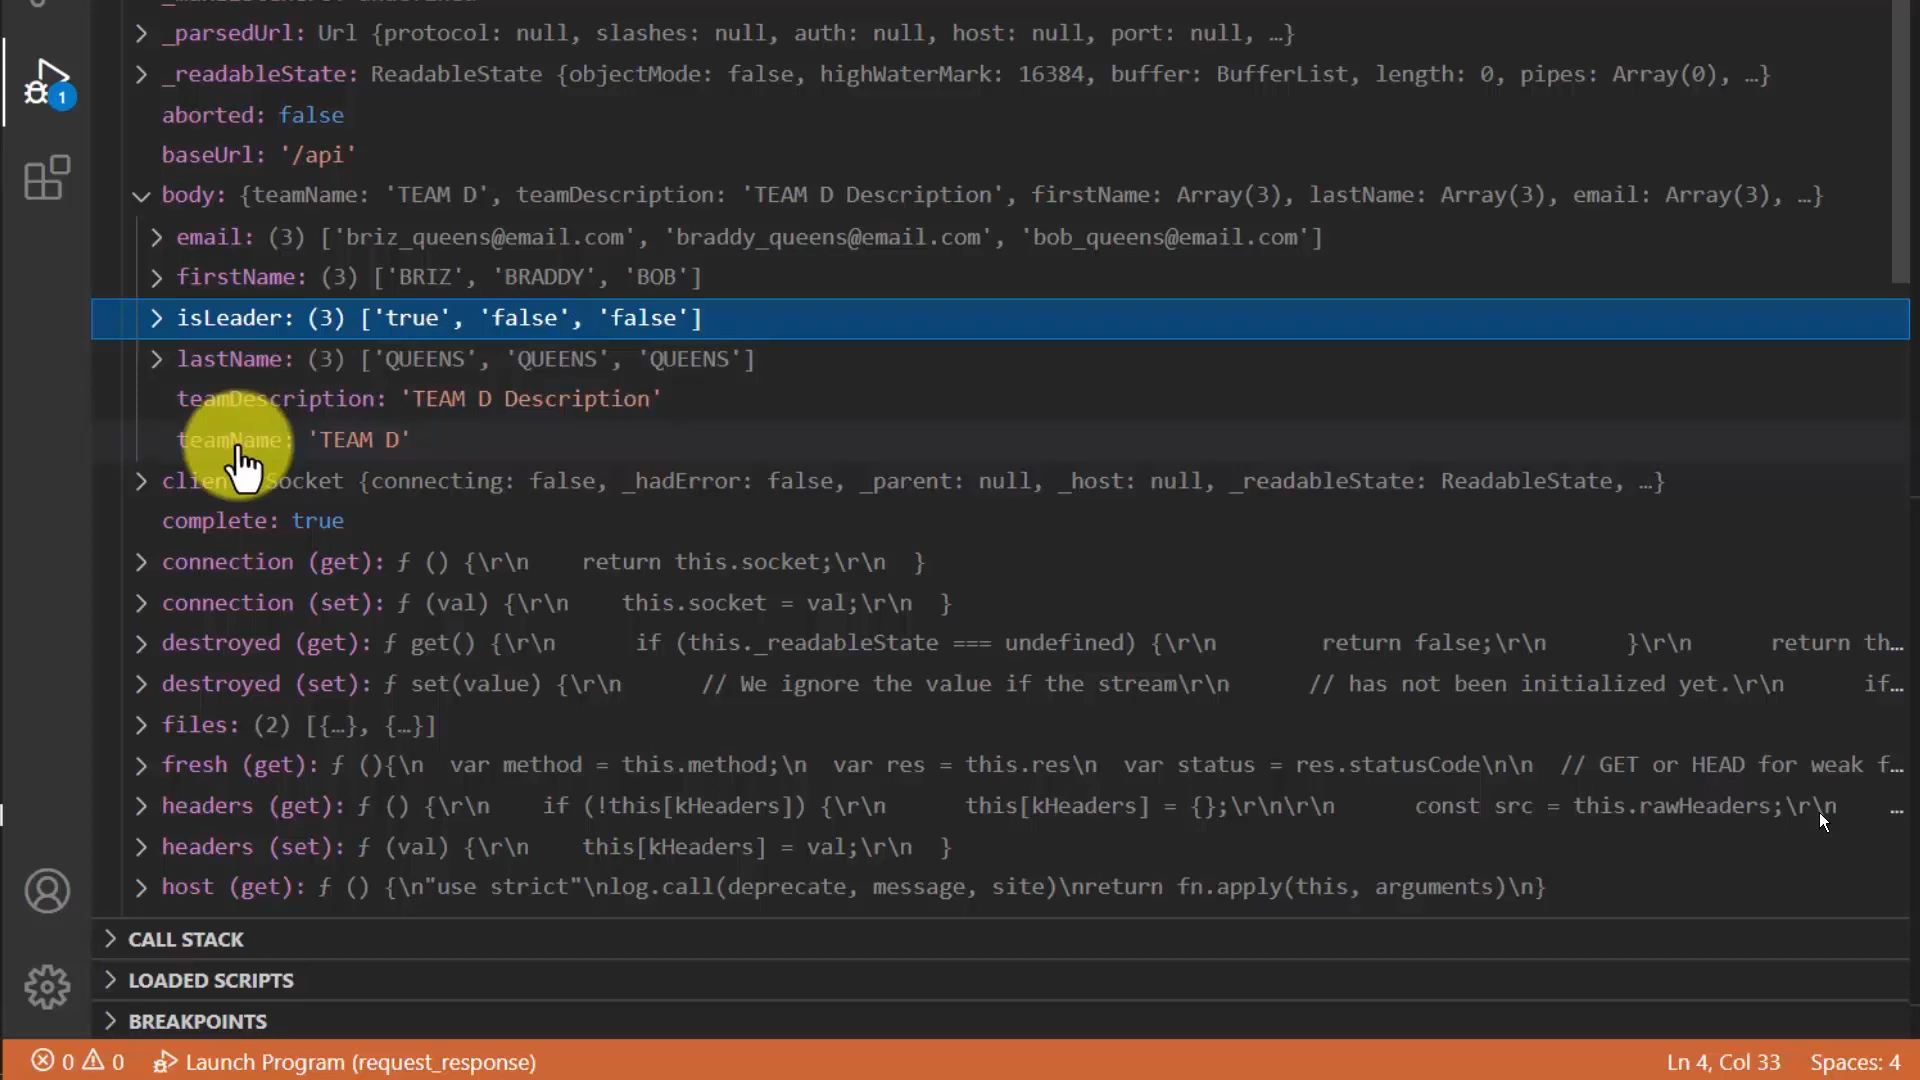 _parsedUrl: Url {protocol: null, slashes: null, auth: null, host: null, port: null, …}
_readableState: ReadableState {objectMode: false, highWaterMark: 16384, buffer: BufferList, length: 0, pipes: Array(0), …}
aborted: false
baseUrl: '/api'
body: {teamName: 'TEAM D', teamDescription: 'TEAM D Description', firstName: Array(3), lastName: Array(3), email: Array(3), …}
email: (3) ['briz_queens@email.com', 'braddy_queens@email.com', 'bob_queens@email.com']
firstName: (3) ['BRIZ', 'BRADDY', 'BOB']
isLeader: (3) ['true', 'false', 'false']
lastName: (3) ['QUEENS', 'QUEENS', 'QUEENS']
teamDescription: 'TEAM D Description'
teamName: 'TEAM D'
Socket {connecting: false, _hadError: false, _parent: null, _host: null, _readableState: ReadableState, …}
complete: true
connection (get): ƒ () {\r\n    return this.socket;\r\n  }
connection (set): ƒ (val) {\r\n    this.socket = val;\r\n  }
destroyed (get): ƒ get() {\r\n      if (this._readableState === undefined) {\r\n        return false;\r\n      }\r\n      return th…
destroyed (set): ƒ set(value) {\r\n      // We ignore the value if the stream\r\n      // has not been initialized yet.\r\n      if…
files: (2) [{…}, {…}]
fresh (get): ƒ (){\n  var method = this.method;\n  var res = this.res\n  var status = res.statusCode\n\n  // GET or HEAD for weak f…
headers (get): ƒ () {\r\n    if (!this[kHeaders]) {\r\n      this[kHeaders] = {};\r\n\r\n      const src = this.rawHeaders;\r\n    …
headers (set): ƒ (val) {\r\n    this[kHeaders] = val;\r\n  }
host (get): ƒ () {\n"use strict"\nlog.call(deprecate, message, site)\nreturn fn.apply(this, arguments)\n}
CALL STACK
LOADED SCRIPTS
BREAKPOINTS
1
0 0 Launch Program (request_response) Ln 4, Col 33 Spaces: 4